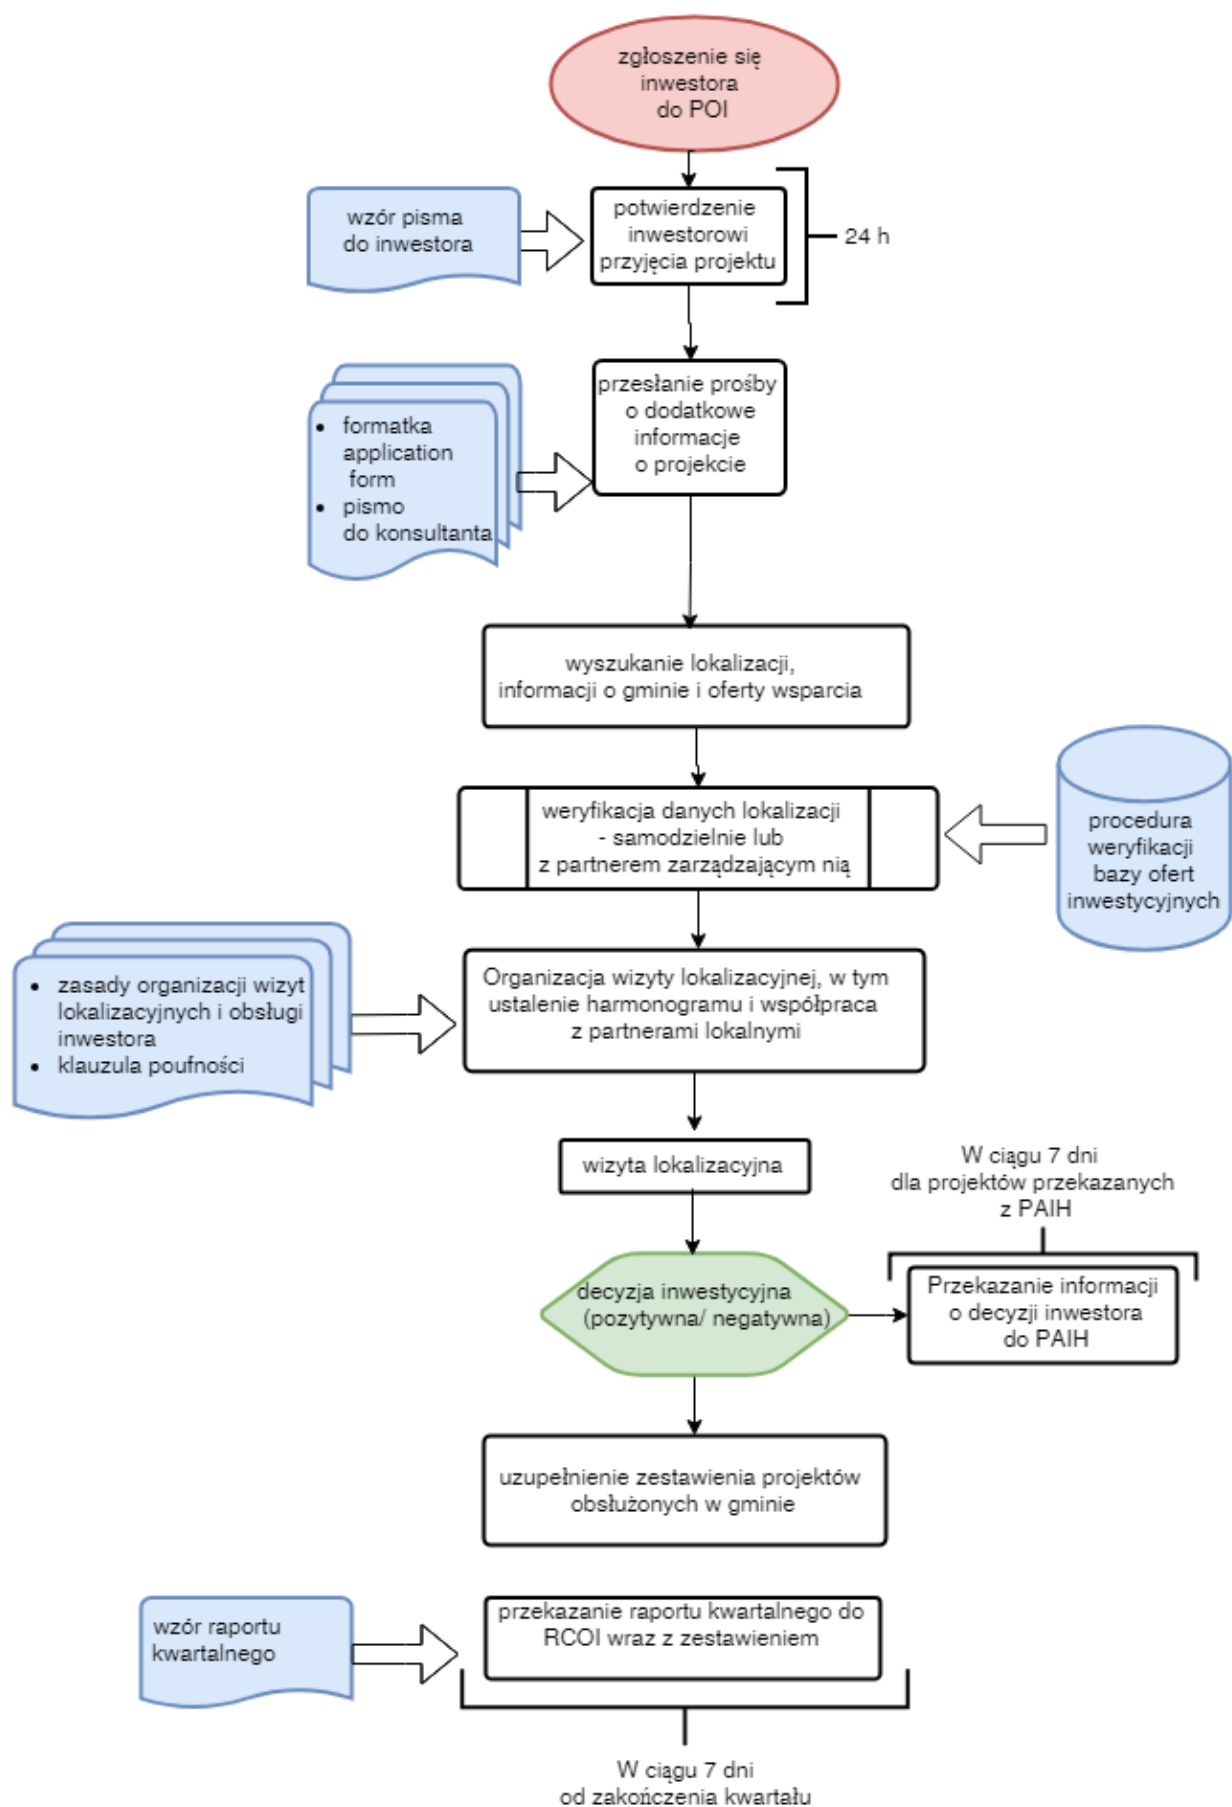 zgłoszenie się
inwestora
do POI
wzór pisma
do inwestora
potwierdzenie
inwestorowi
przyjęcia projektu
24 h
przesłanie prośby
o dodatkowe
informacje
o projekcie
• formatka
application
form
• pismo
do konsultanta
wyszukanie lokalizacji,
informacji o gminie i oferty wsparcia
weryfikacja danych lokalizacji
- samodzielnie lub
z partnerem zarządzającym nią
procedura
weryfikacji
bazy ofert
inwestycyjnych
• zasady organizacji wizyt
lokalizacyjnych i obsługi
inwestora
• klauzula poufności
Organizacja wizyty lokalizacyjnej, w tym
ustalenie harmonogramu i współpraca
z partnerami lokalnymi
wizyta lokalizacyjna
W ciągu 7 dni
dla projektów przekazanych
z PAIH
decyzja inwestycyjna
(pozytywna/ negatywna)
Przekazanie informacji
o decyzji inwestora
do PAIH
uzupełnienie zestawienia projektów
obsłużonych w gminie
wzór raportu
kwartalnego
przekazanie raportu kwartalnego do
RCOI wraz z zestawieniem
W ciągu 7 dni
od zakończenia kwartału